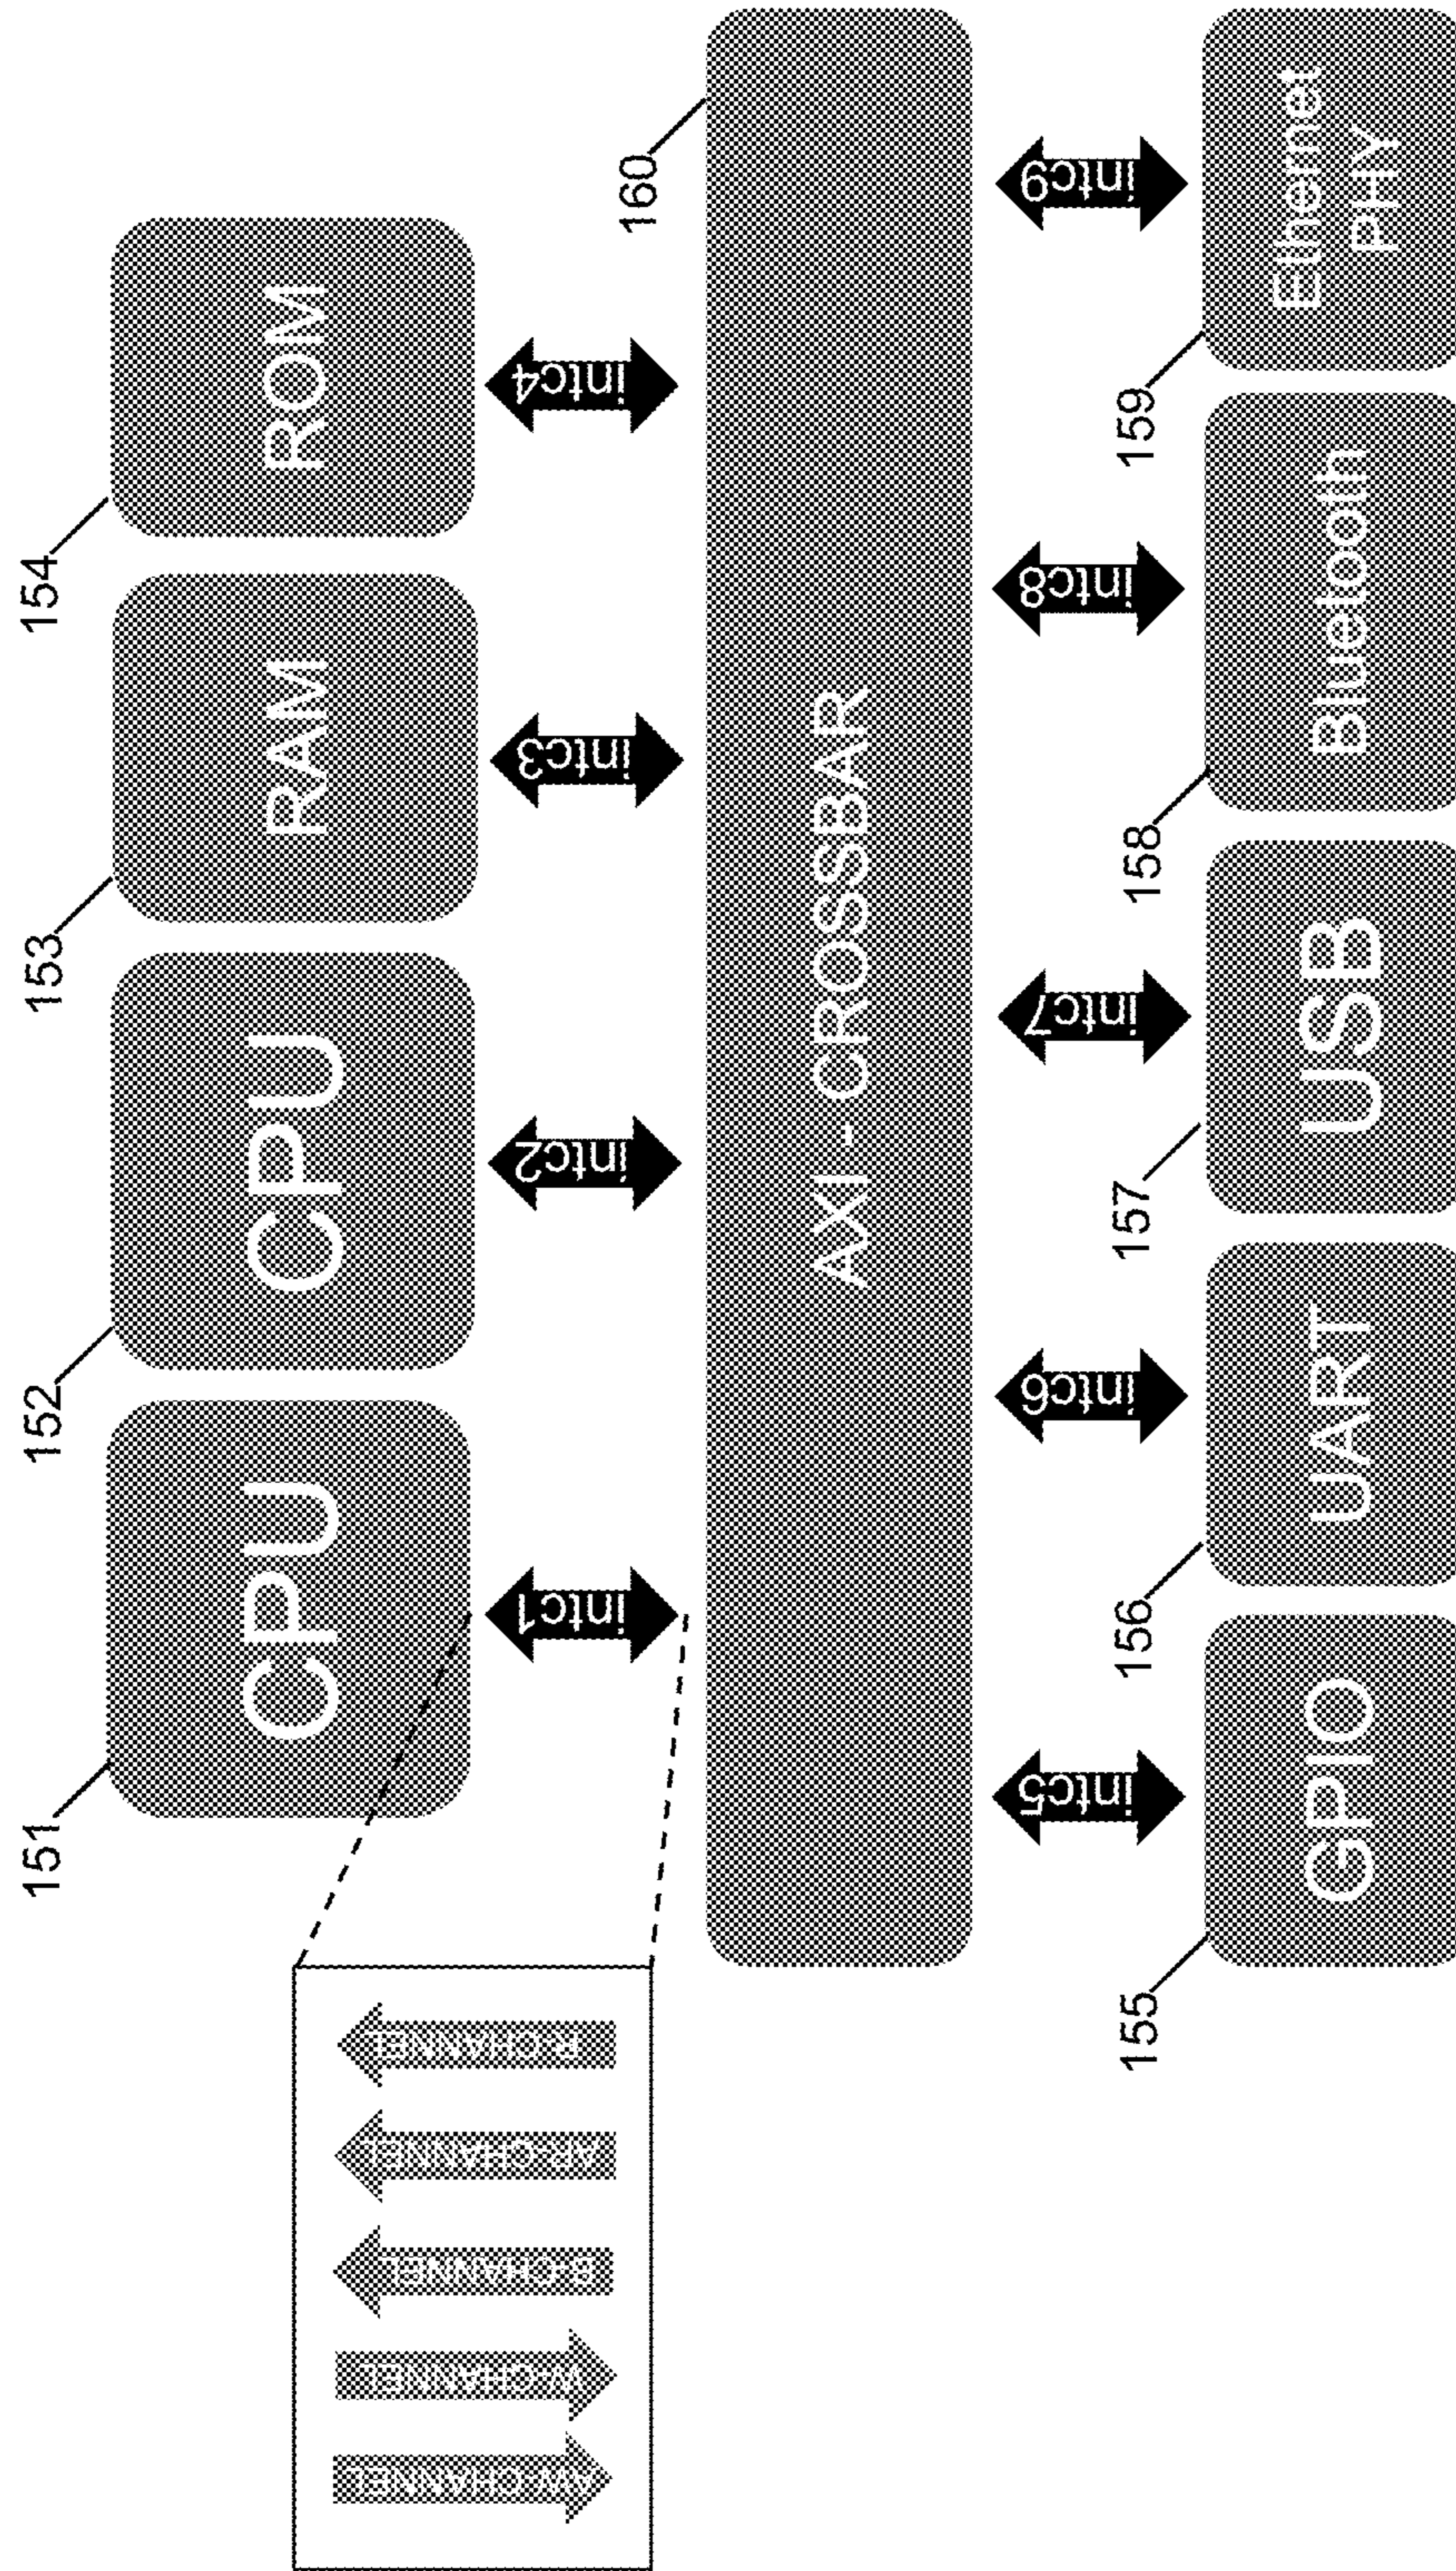 151
152
153
154
CPU
CPU
RAM
ROM
intc1
intc2
intc3
intc4
AW-CHANNEL
W-CHANNEL
B-CHANNEL
AR-CHANNEL
R-CHANNEL
160
AXI - CROSSBAR
intc5
intc6
intc7
intc8
intc9
155
156
157
158
159
GPIO
UART
USB
Bluetooth
Ethernet
PHY